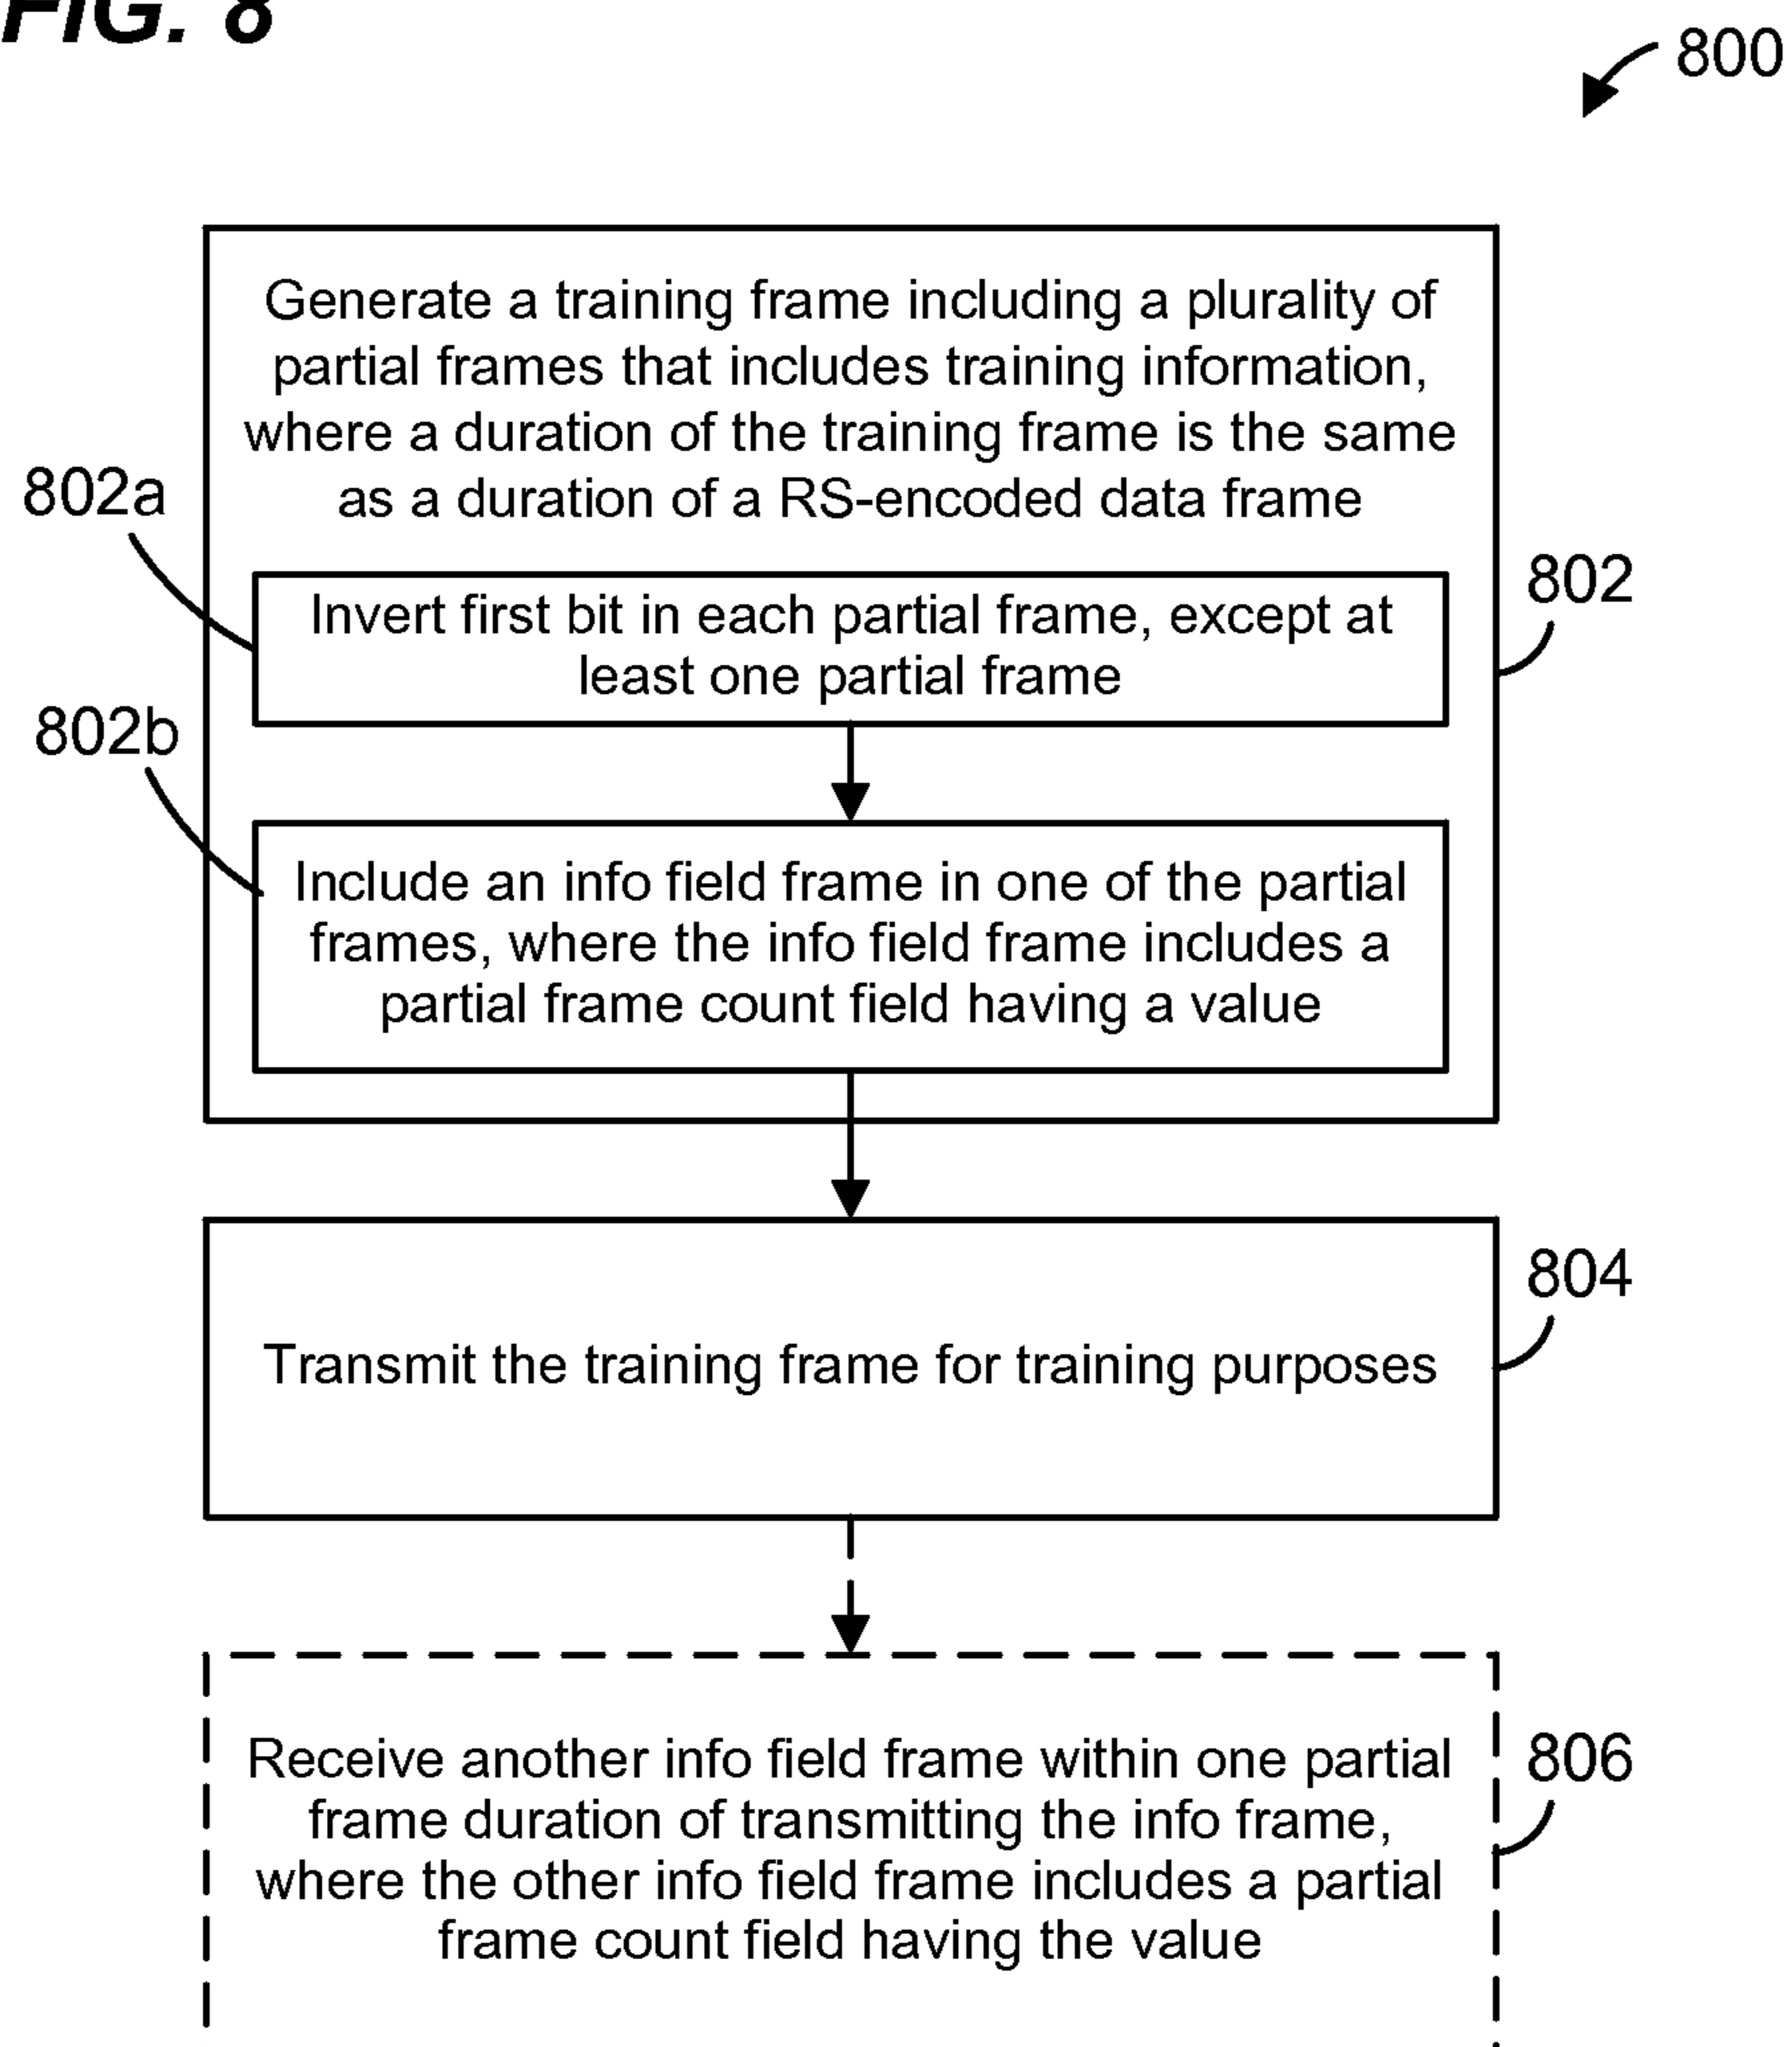 FIG. 8
800
Generate a training frame including a plurality of
partial frames that includes training information,
where a duration of the training frame is the same
as a duration of a RS-encoded data frame
802a
802
Invert first bit in each partial frame, except at
least one partial frame
802b
Include an info field frame in one of the partial
frames, where the info field frame includes a
partial frame count field having a value
804
Transmit the training frame for training purposes
806
Receive another info field frame within one partial
frame duration of transmitting the info frame,
where the other info field frame includes a partial
frame count field having the value